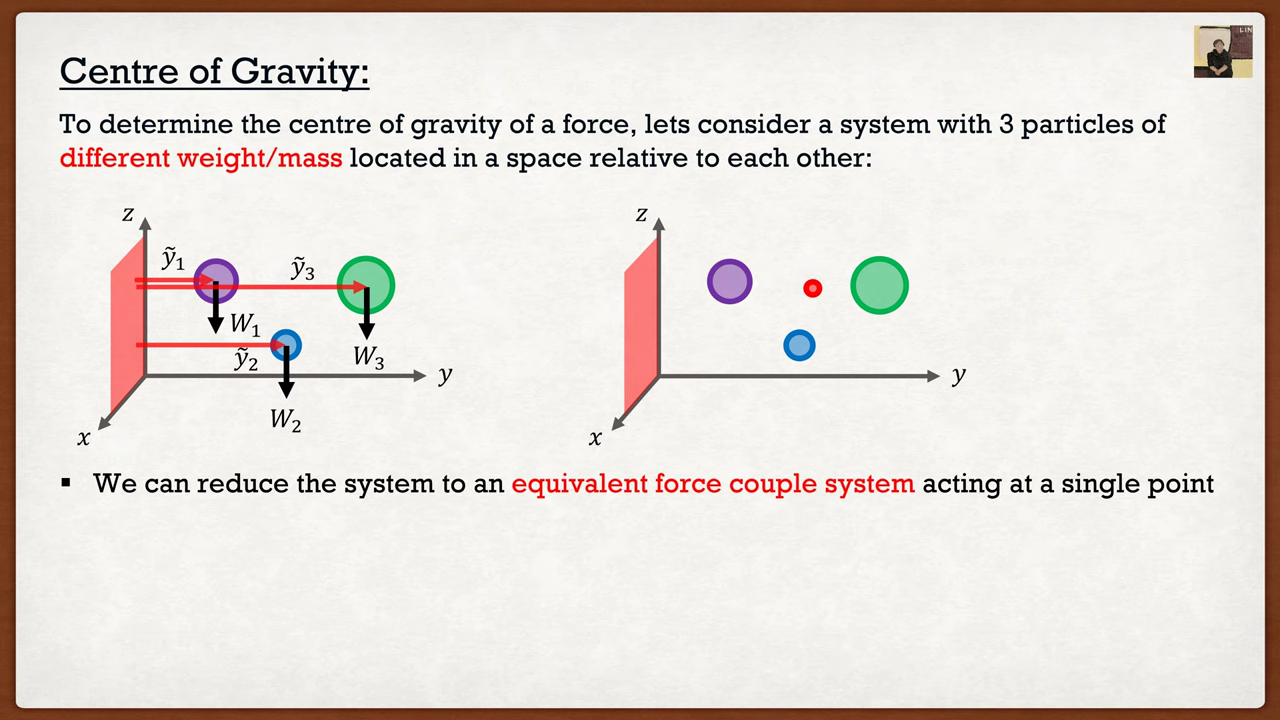 LIN
Centre of Gravity:
To determine the centre of gravity of a force, lets consider a system with 3 particles of
different weight/mass located in a space relative to each other:
z
ỹ₁
ỹ₃
W₁
ỹ₂
W₃
y
W₂
x
z
y
x
▪ We can reduce the system to an equivalent force couple system acting at a single point